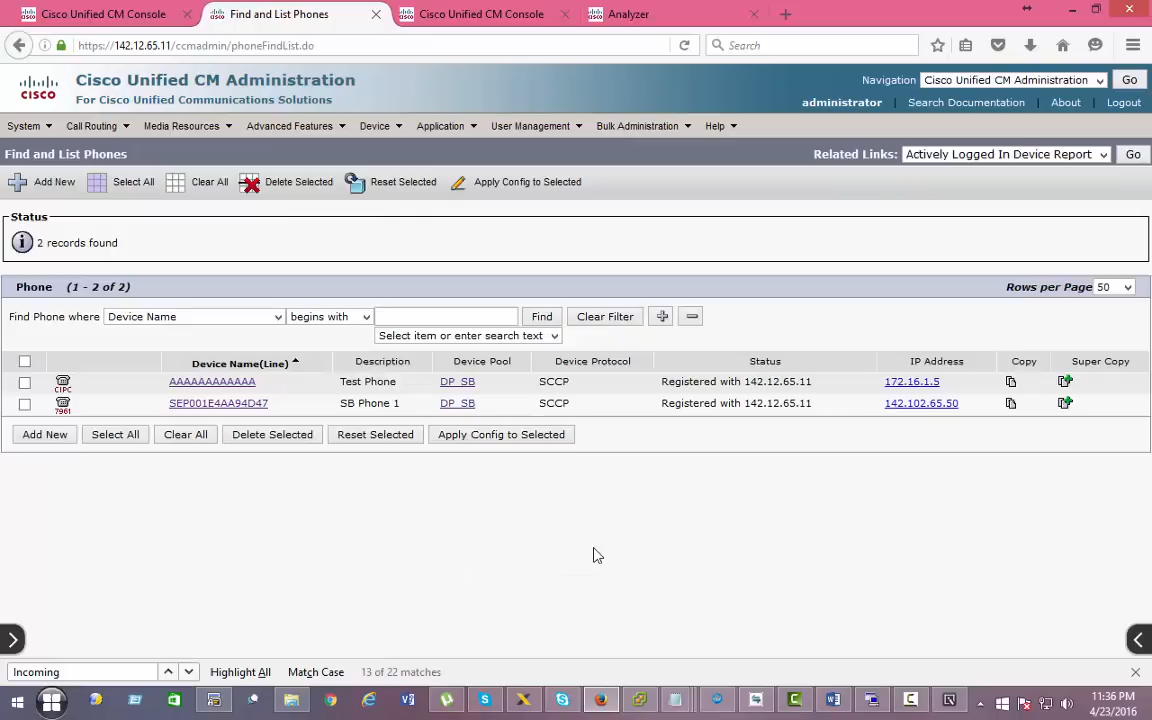 Cisco Unified CM Console × Find and List Phones × Cisco Unified CM Console × Analyzer × +
https://142.12.65.11/ccmadmin/phoneFindList.do Search
Cisco Unified CM Administration
For Cisco Unified Communications Solutions
CISCO
Navigation Cisco Unified CM Administration Go
administrator | Search Documentation | About | Logout
System Call Routing Media Resources Advanced Features Device Application User Management Bulk Administration Help
Find and List Phones Related Links: Actively Logged In Device Report Go
Add New Select All Clear All Delete Selected Reset Selected Apply Config to Selected
Status
2 records found
Phone (1 - 2 of 2) Rows per Page 50
Find Phone where Device Name begins with Find Clear Filter
Select item or enter search text
Device Name(Line) Description Device Pool Device Protocol Status IP Address Copy Super Copy
CIPC AAAAAAAAAAAA Test Phone DP_SB SCCP Registered with 142.12.65.11 172.16.1.5
7961 SEP001E4AA94D47 SB Phone 1 DP_SB SCCP Registered with 142.12.65.11 142.102.65.50
Add New Select All Clear All Delete Selected Reset Selected Apply Config to Selected
Incoming Highlight All Match Case 13 of 22 matches
11:36 PM
4/23/2016